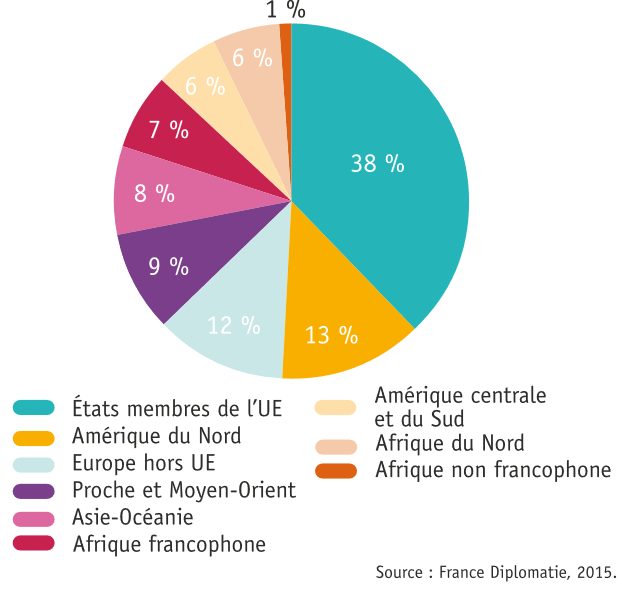 1 %
6 %
6 %
38 %
7 %
8 %
9 %
12 %
13 %
États membres de l’UE
Amérique du Nord
Europe hors UE
Proche et Moyen-Orient
Asie-Océanie
Afrique francophone
Amérique centrale
et du Sud
Afrique du Nord
Afrique non francophone
Source : France Diplomatie, 2015.